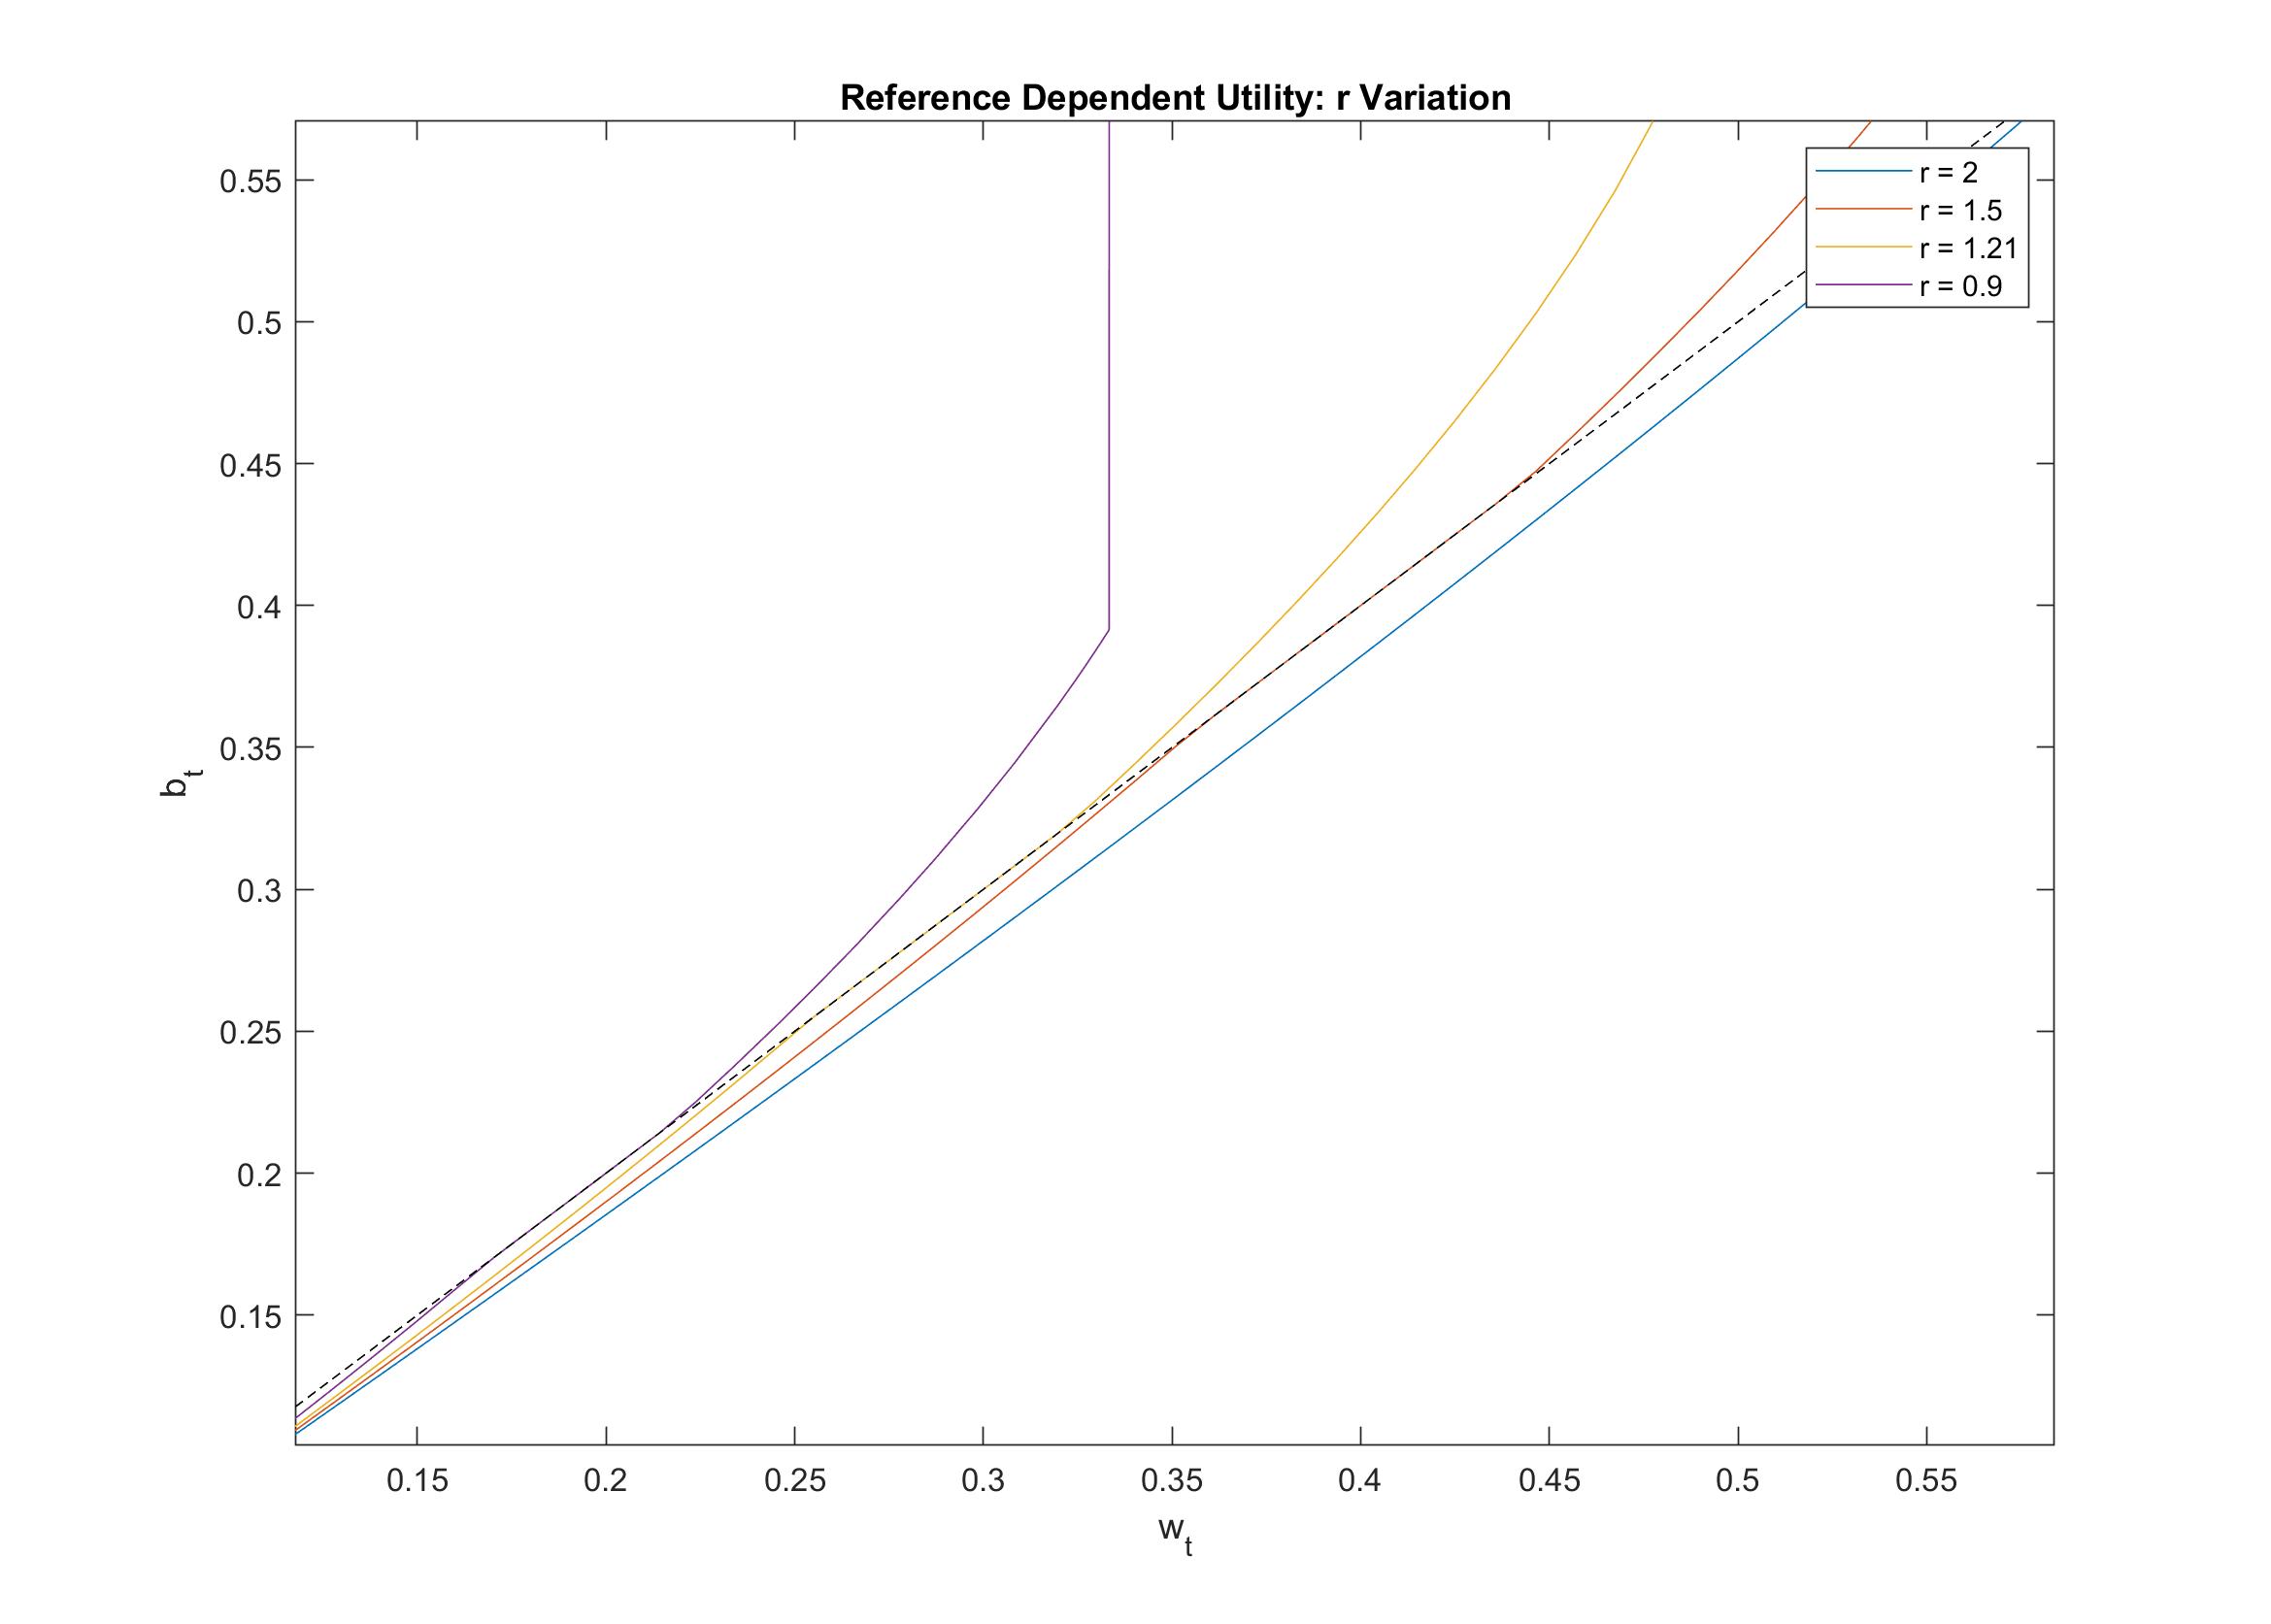 Reference Dependent Utility: r Variation
r = 2
r = 1.5
r = 1.21
r = 0.9
0.55
0.5
0.45
0.4
0.35
0.3
0.25
0.2
0.15
b_t
0.15 0.2 0.25 0.3 0.35 0.4 0.45 0.5 0.55
w_t